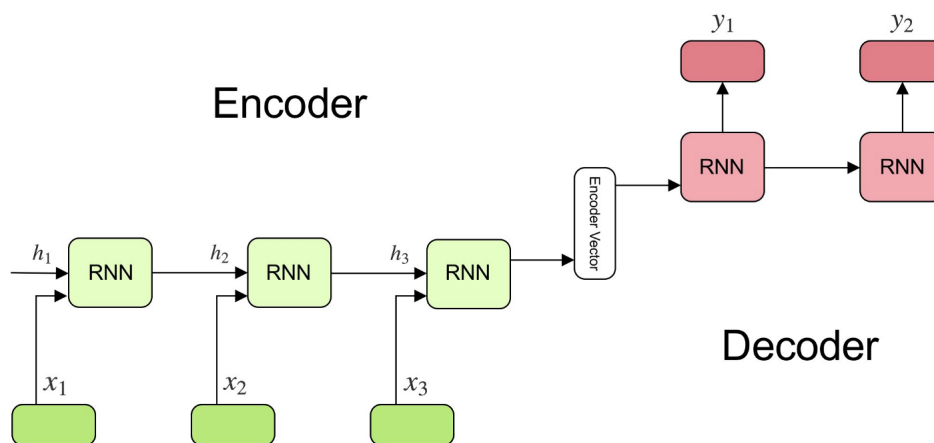 y₁
y₂
Encoder
RNN
RNN
Encoder Vector
h₁
RNN
h₂
RNN
h₃
RNN
Decoder
x₁
x₂
x₃